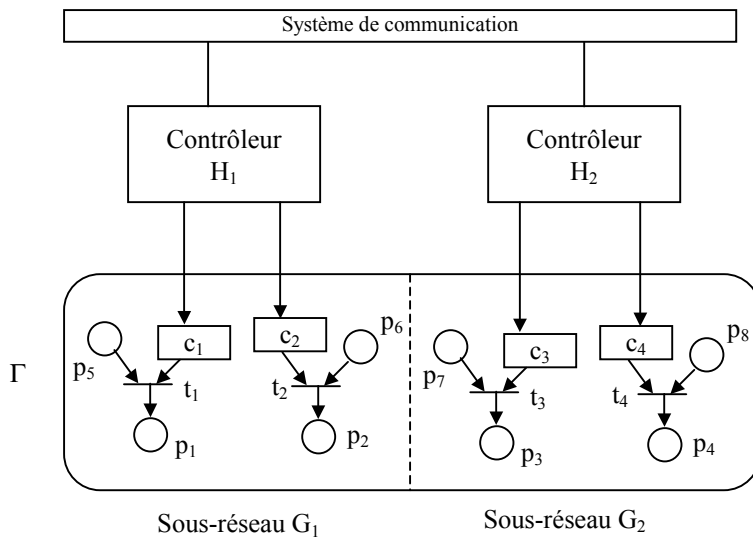 Système de communication
Contrôleur
H₁
Contrôleur
H₂
Γ
p₅
c₁
t₁
p₁
c₂
p₆
t₂
p₂
p₇
c₃
t₃
p₃
c₄
p₈
t₄
p₄
Sous-réseau G₁
Sous-réseau G₂